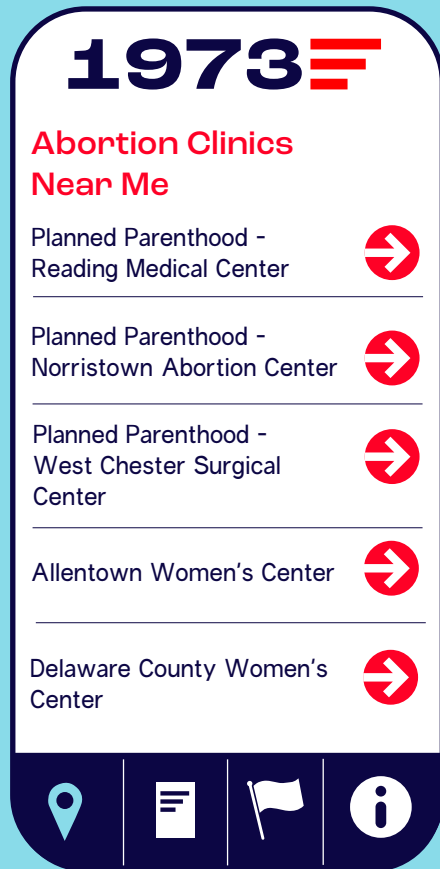 1973
Abortion Clinics
Near Me
Planned Parenthood -
Reading Medical Center
Planned Parenthood -
Norristown Abortion Center
Planned Parenthood -
West Chester Surgical
Center
Allentown Women's Center
Delaware County Women's
Center